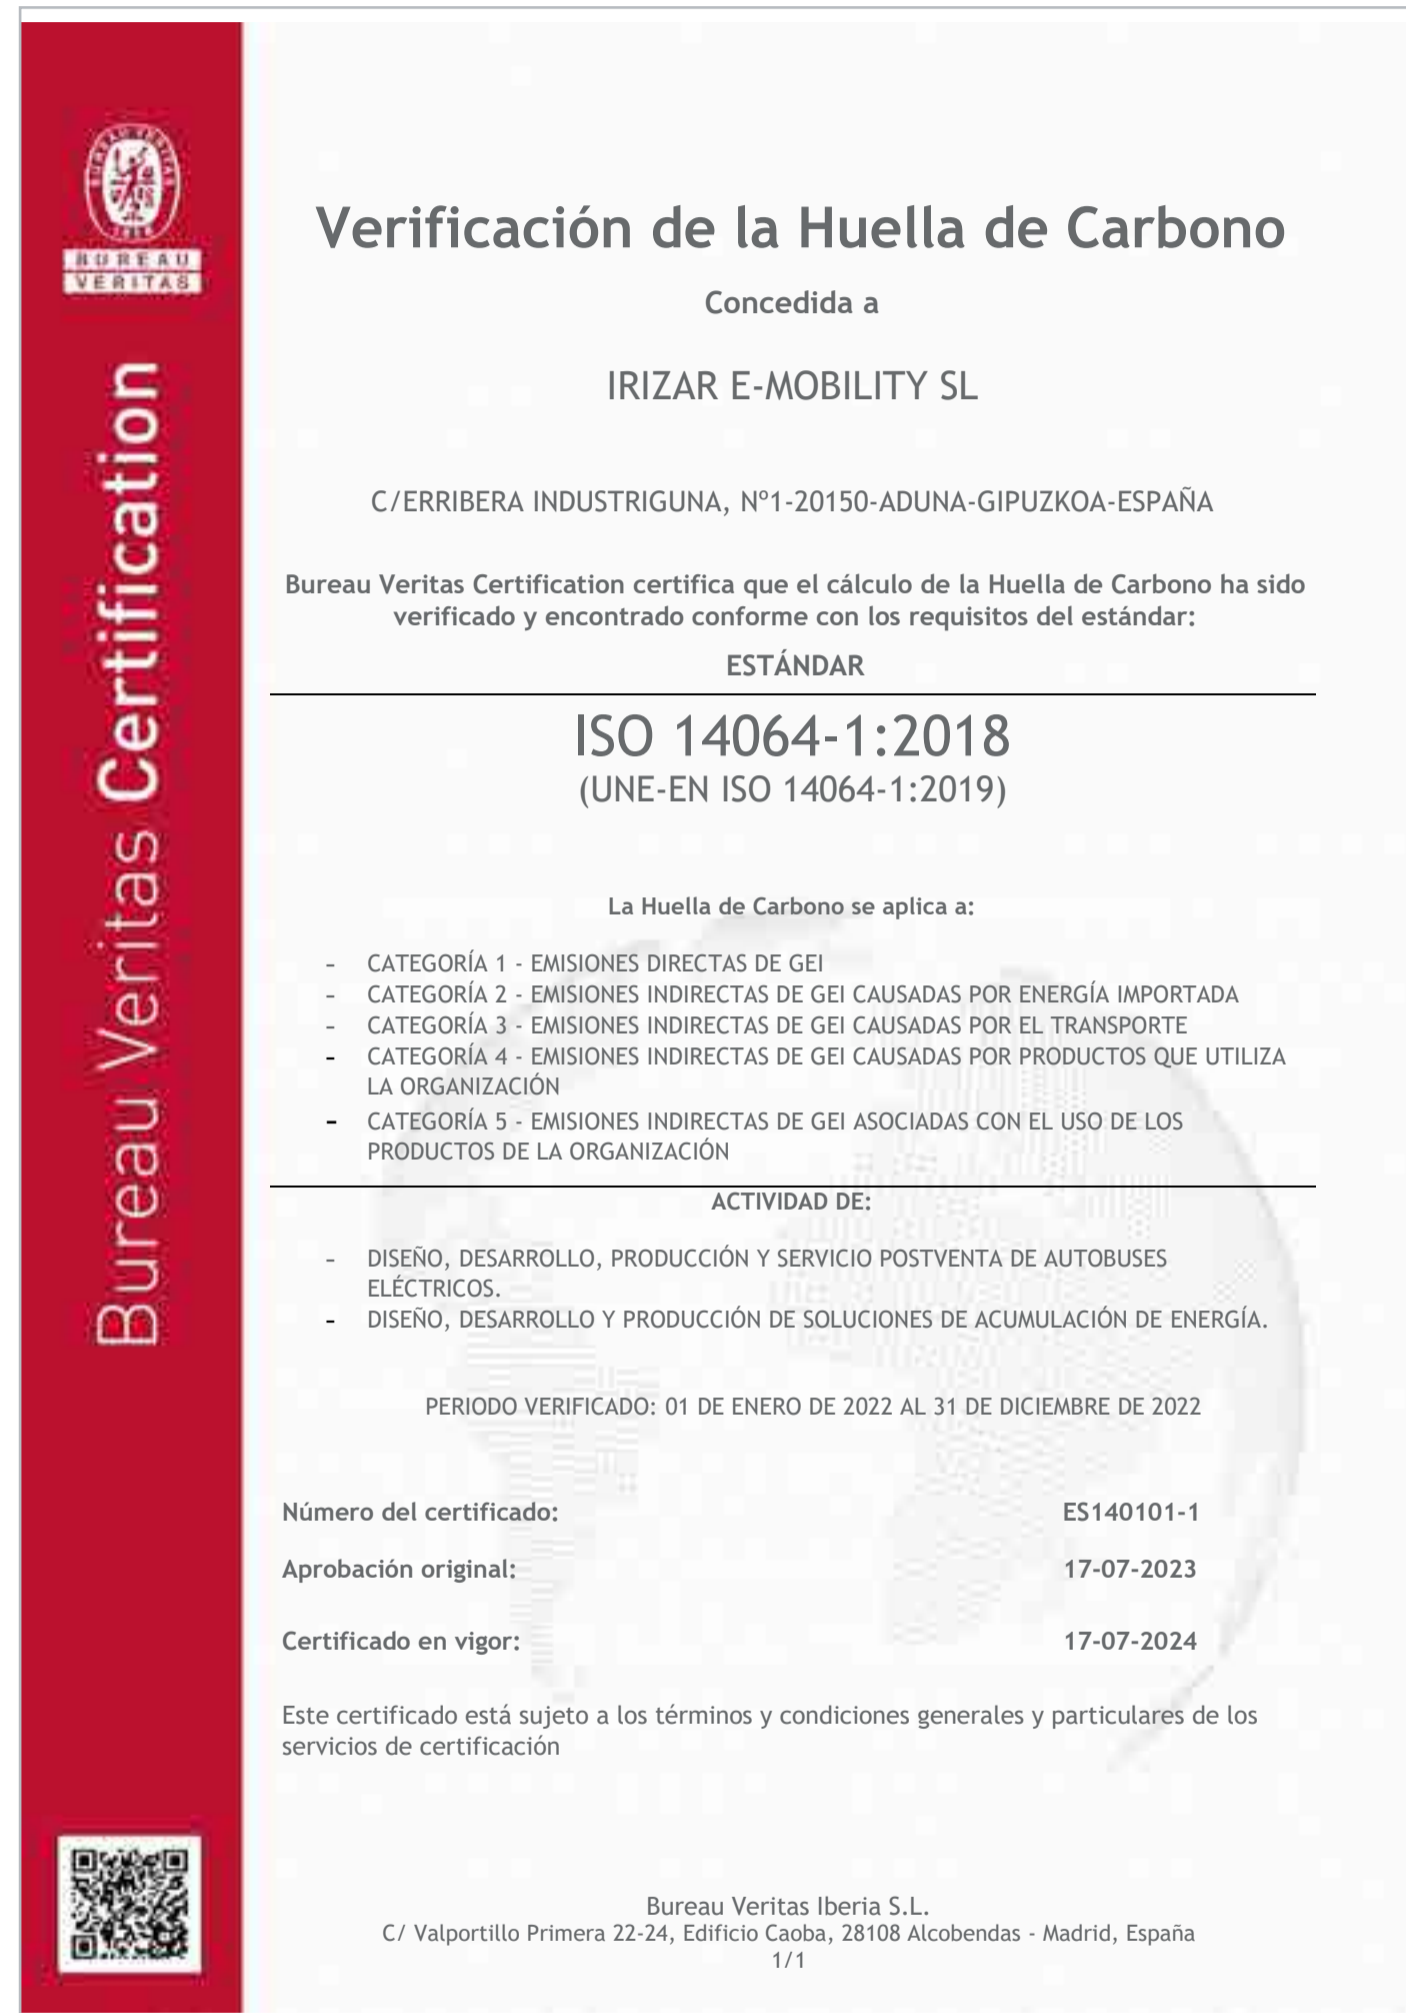 BUREAU VERITAS
1828
BUREAU
VERITAS
Bureau Veritas Certification
Verificación de la Huella de Carbono
Concedida a
IRIZAR E-MOBILITY SL
C/ERRIBERA INDUSTRIGUNA, Nº1-20150-ADUNA-GIPUZKOA-ESPAÑA
Bureau Veritas Certification certifica que el cálculo de la Huella de Carbono ha sido
verificado y encontrado conforme con los requisitos del estándar:
ESTÁNDAR
ISO 14064-1:2018
(UNE-EN ISO 14064-1:2019)
La Huella de Carbono se aplica a:
- CATEGORÍA 1 - EMISIONES DIRECTAS DE GEI
- CATEGORÍA 2 - EMISIONES INDIRECTAS DE GEI CAUSADAS POR ENERGÍA IMPORTADA
- CATEGORÍA 3 - EMISIONES INDIRECTAS DE GEI CAUSADAS POR EL TRANSPORTE
- CATEGORÍA 4 - EMISIONES INDIRECTAS DE GEI CAUSADAS POR PRODUCTOS QUE UTILIZA
LA ORGANIZACIÓN
- CATEGORÍA 5 - EMISIONES INDIRECTAS DE GEI ASOCIADAS CON EL USO DE LOS
PRODUCTOS DE LA ORGANIZACIÓN
ACTIVIDAD DE:
- DISEÑO, DESARROLLO, PRODUCCIÓN Y SERVICIO POSTVENTA DE AUTOBUSES
ELÉCTRICOS.
- DISEÑO, DESARROLLO Y PRODUCCIÓN DE SOLUCIONES DE ACUMULACIÓN DE ENERGÍA.
PERIODO VERIFICADO: 01 DE ENERO DE 2022 AL 31 DE DICIEMBRE DE 2022
Número del certificado: ES140101-1
Aprobación original: 17-07-2023
Certificado en vigor: 17-07-2024
Este certificado está sujeto a los términos y condiciones generales y particulares de los
servicios de certificación
Bureau Veritas Iberia S.L.
C/ Valportillo Primera 22-24, Edificio Caoba, 28108 Alcobendas - Madrid, España
1/1